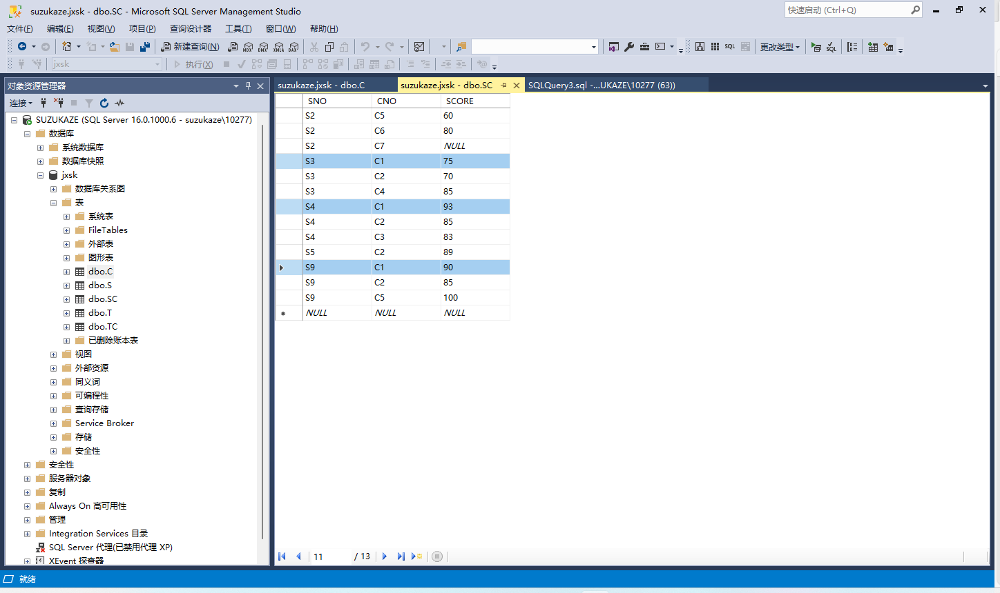 suzukaze.jxsk - dbo.SC - Microsoft SQL Server Management Studio
快速启动 (Ctrl+Q)
文件(F) 编辑(E) 视图(V) 项目(P) 查询设计器 工具(T) 窗口(W) 帮助(H)
新建查询(N) MDX DMX XMLA DAX SQL 更改类型 SQL
jxsk 执行(X)
对象资源管理器
连接
SUZUKAZE (SQL Server 16.0.1000.6 - suzukaze\10277)
数据库
系统数据库
数据库快照
jxsk
数据库关系图
表
系统表
FileTables
外部表
图形表
dbo.C
dbo.S
dbo.SC
dbo.T
dbo.TC
已删除账本表
视图
外部资源
同义词
可编程性
查询存储
Service Broker
存储
安全性
安全性
服务器对象
复制
Always On 高可用性
管理
Integration Services 目录
SQL Server 代理(已禁用代理 XP)
XEvent 探查器
suzukaze.jxsk - dbo.C suzukaze.jxsk - dbo.SC SQLQuery3.sql -...UKAZE\10277 (63))
SNO CNO SCORE
S2 C5 60
S2 C6 80
S2 C7 NULL
S3 C1 75
S3 C2 70
S3 C4 85
S4 C1 93
S4 C2 85
S4 C3 83
S5 C2 89
S9 C1 90
S9 C2 85
S9 C5 100
NULL NULL NULL
11 / 13
就绪